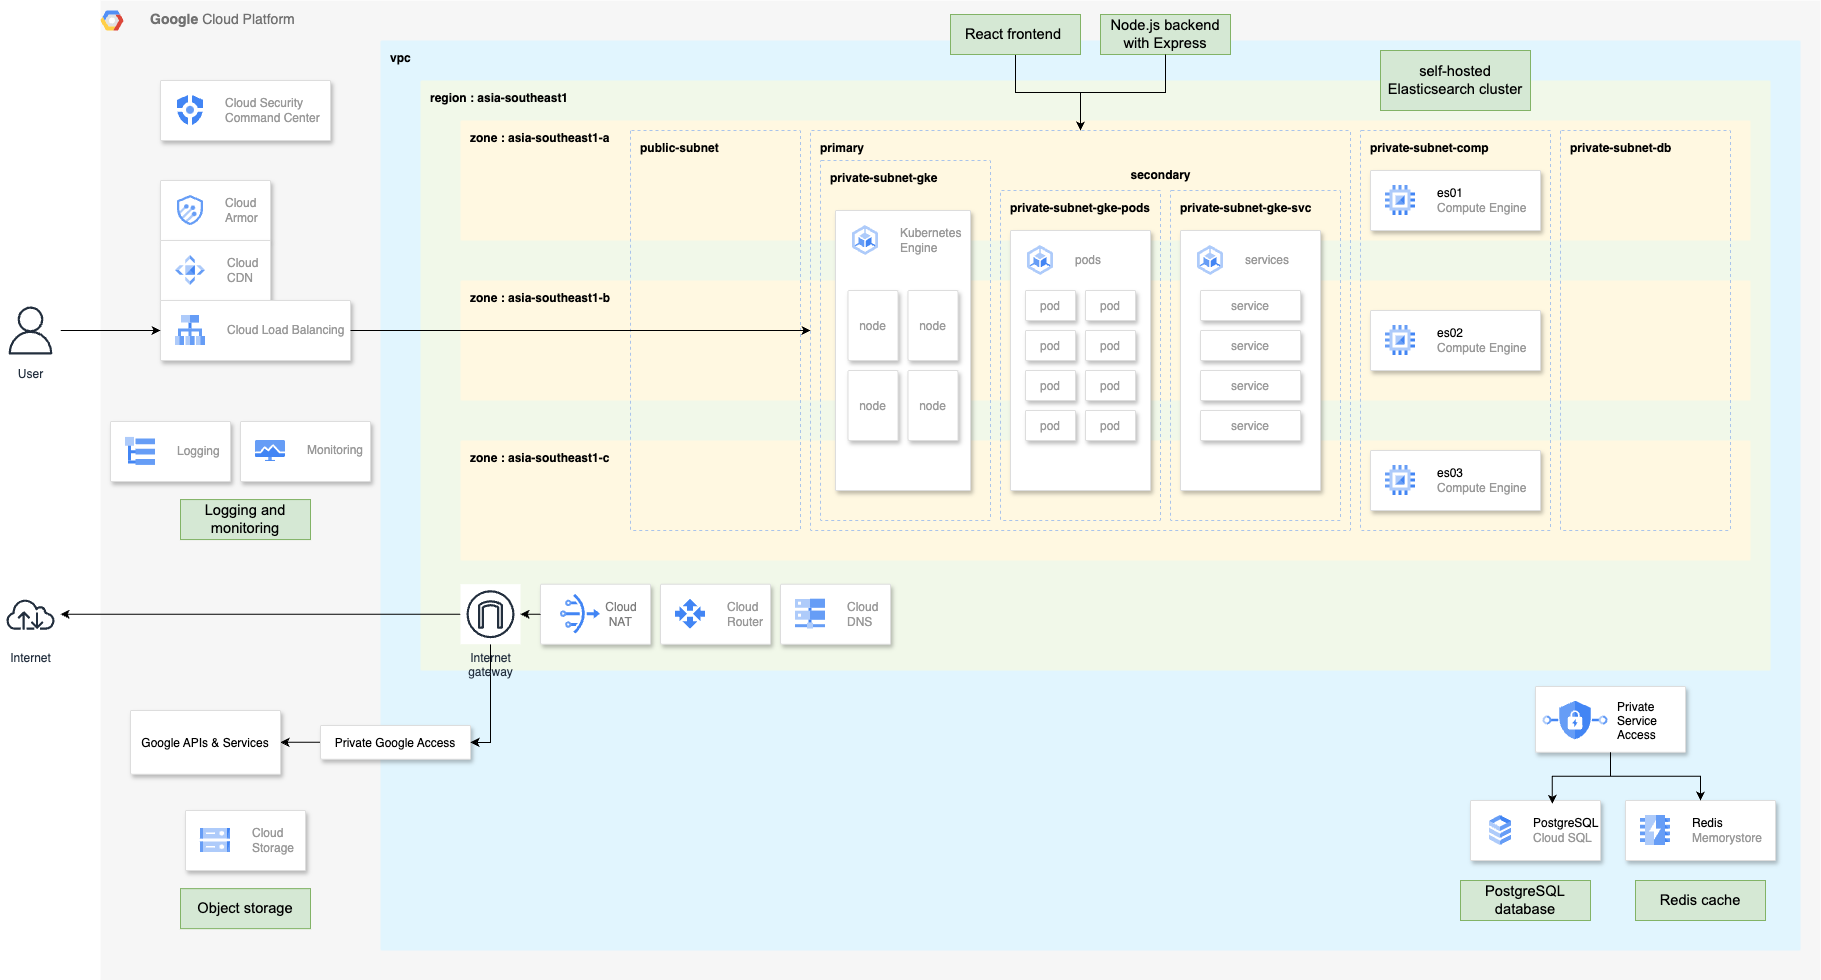 Google Cloud Platform
React frontend
Node.js backend
with Express
vpc
self-hosted
Elasticsearch cluster
region : asia-southeast1
Cloud Security
Command Center
zone : asia-southeast1-a
public-subnet
primary
private-subnet-gke
secondary
private-subnet-gke-pods
private-subnet-gke-svc
private-subnet-comp
private-subnet-db
es01
Compute Engine
Cloud
Armor
Cloud
CDN
Cloud Load Balancing
Kubernetes
Engine
pods
services
zone : asia-southeast1-b
node
node
node
node
pod
pod
pod
pod
pod
pod
pod
pod
service
service
service
service
es02
Compute Engine
User
Logging
Monitoring
Logging and
monitoring
zone : asia-southeast1-c
es03
Compute Engine
Internet
Internet
gateway
Cloud
NAT
Cloud
Router
Cloud
DNS
Google APIs & Services
Private Google Access
Private
Service
Access
Cloud
Storage
Object storage
PostgreSQL
Cloud SQL
Redis
Memorystore
PostgreSQL
database
Redis cache